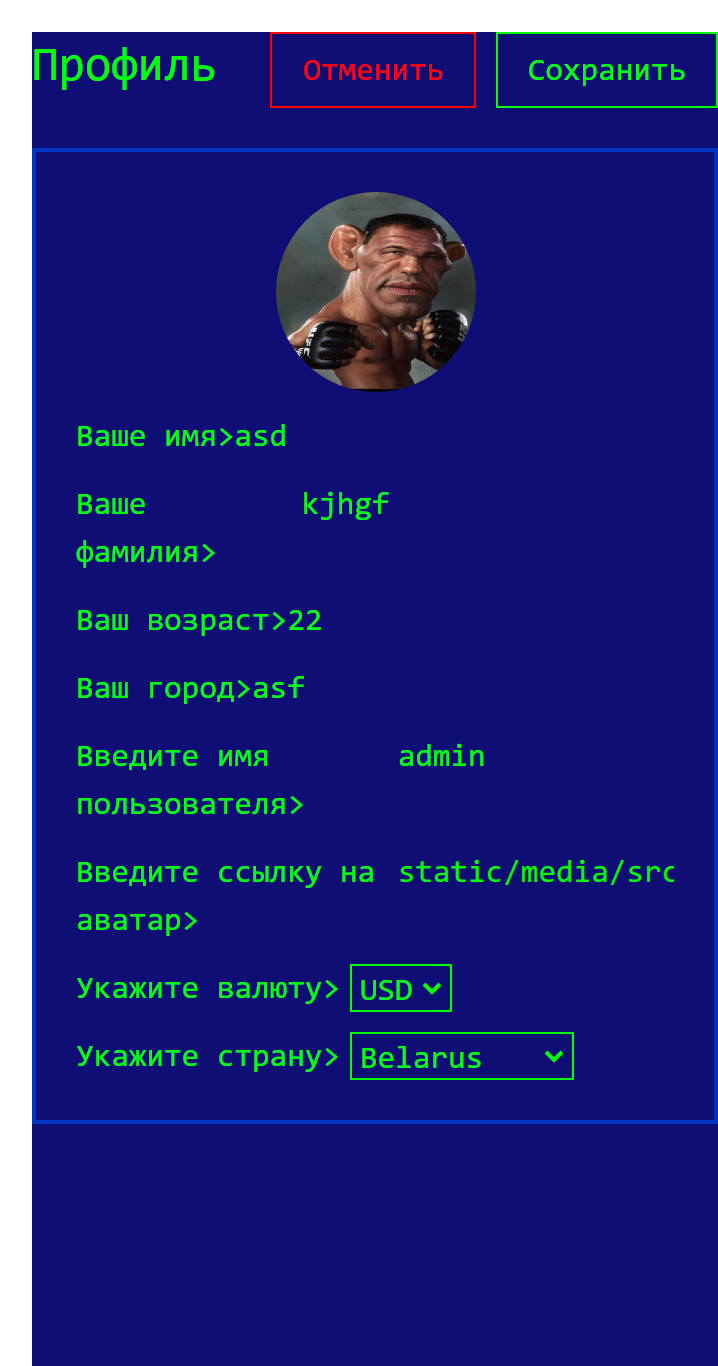 Профиль Отменить Сохранить
Ваше имя>asd
Ваше kjhgf
фамилия>
Ваш возраст>22
Ваш город>asf
Введите имя admin
пользователя>
Введите ссылку на static/media/src
аватар>
Укажите валюту> USD
Укажите страну> Belarus